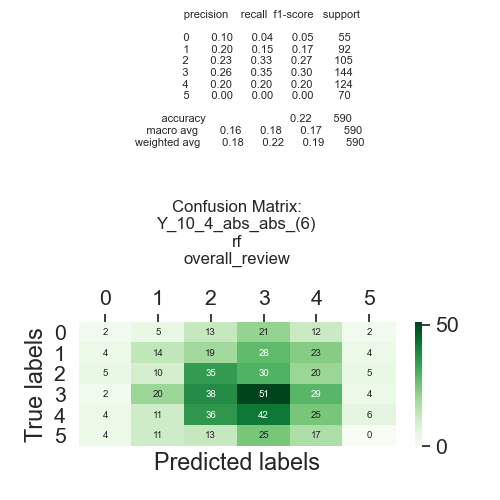 precision recall f1-score support
0 0.10 0.04 0.05 55
1 0.20 0.15 0.17 92
2 0.23 0.33 0.27 105
3 0.26 0.35 0.30 144
4 0.20 0.20 0.20 124
5 0.00 0.00 0.00 70
accuracy 0.22 590
macro avg 0.16 0.18 0.17 590
weighted avg 0.18 0.22 0.19 590
Confusion Matrix:
Y_10_4_abs_abs_(6)
rf
overall_review
0 1 2 3 4 5
True labels
0 2 5 13 21 12 2
1 4 14 19 28 23 4
2 5 10 35 30 20 5
3 2 20 38 51 29 4
4 4 11 36 42 25 6
5 4 11 13 25 17 0
Predicted labels
50
0